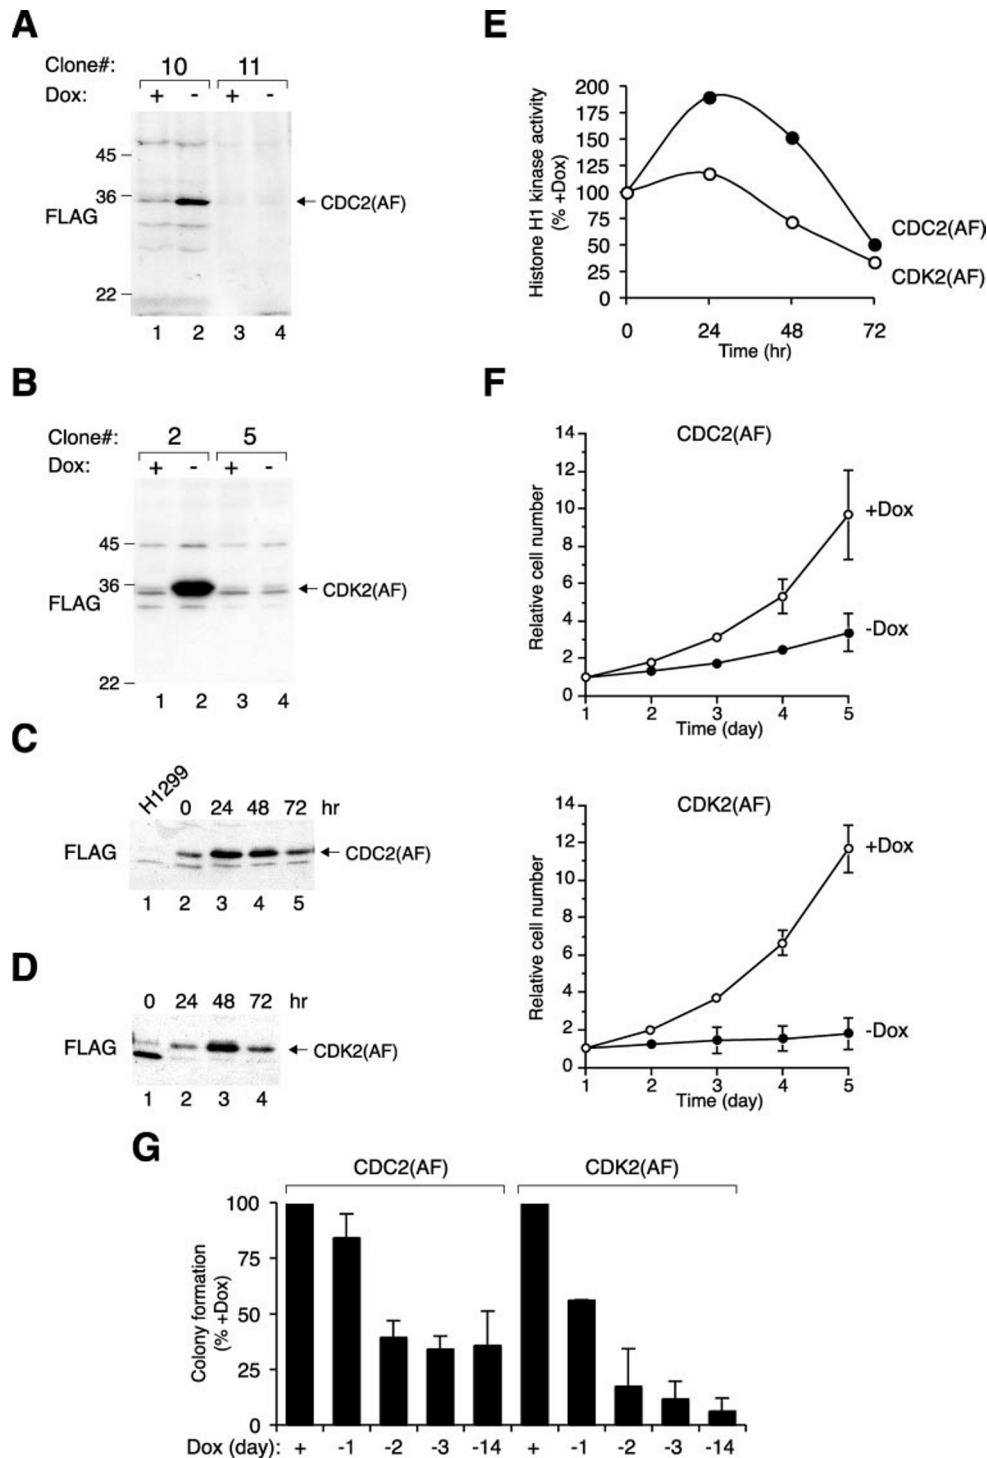 A
Clone#: 10 11
Dox: + - + -
45
36
FLAG
22
CDC2(AF)
1 2 3 4
B
Clone#: 2 5
Dox: + - + -
45
36
FLAG
22
CDK2(AF)
1 2 3 4
C
H1299 0 24 48 72 hr
FLAG CDC2(AF)
1 2 3 4 5
D
0 24 48 72 hr
FLAG CDK2(AF)
1 2 3 4
E
Histone H1 kinase activity
(% +Dox)
200
175
150
125
100
75
50
25
0
CDC2(AF)
CDK2(AF)
0 24 48 72
Time (hr)
F
CDC2(AF)
Relative cell number
14
12
10
8
6
4
2
0
+Dox
-Dox
1 2 3 4 5
Time (day)
CDK2(AF)
Relative cell number
14
12
10
8
6
4
2
0
+Dox
-Dox
1 2 3 4 5
Time (day)
G
CDC2(AF) CDK2(AF)
Colony formation
(% +Dox)
100
75
50
25
0
Dox (day): + -1 -2 -3 -14 + -1 -2 -3 -14